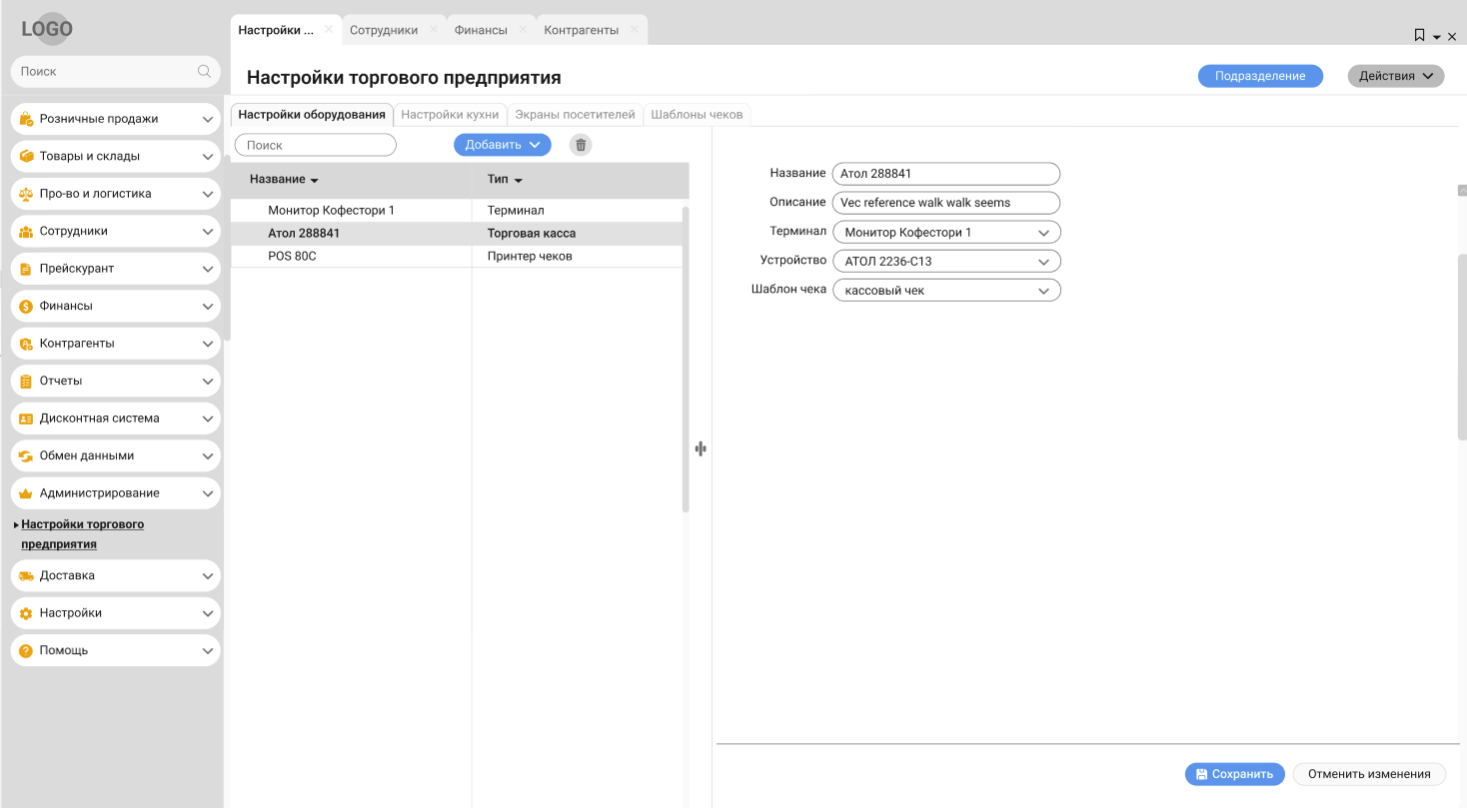 LOGO
Поиск
Розничные продажи
Товары и склады
Про-во и логистика
Сотрудники
Прейскурант
Финансы
Контрагенты
Отчеты
Дисконтная система
Обмен данными
Администрирование
Настройки торгового
предприятия
Доставка
Настройки
Помощь
Настройки ... Сотрудники Финансы Контрагенты
Настройки торгового предприятия Подразделение Действия
Настройки оборудования Настройки кухни Экраны посетителей Шаблоны чеков
Поиск Добавить
Название Тип
Монитор Кофестори 1 Терминал
Атол 288841 Торговая касса
POS 80C Принтер чеков
Название Атол 288841
Описание Vec reference walk walk seems
Терминал Монитор Кофестори 1
Устройство АТОЛ 2236-С13
Шаблон чека кассовый чек
Сохранить Отменить изменения